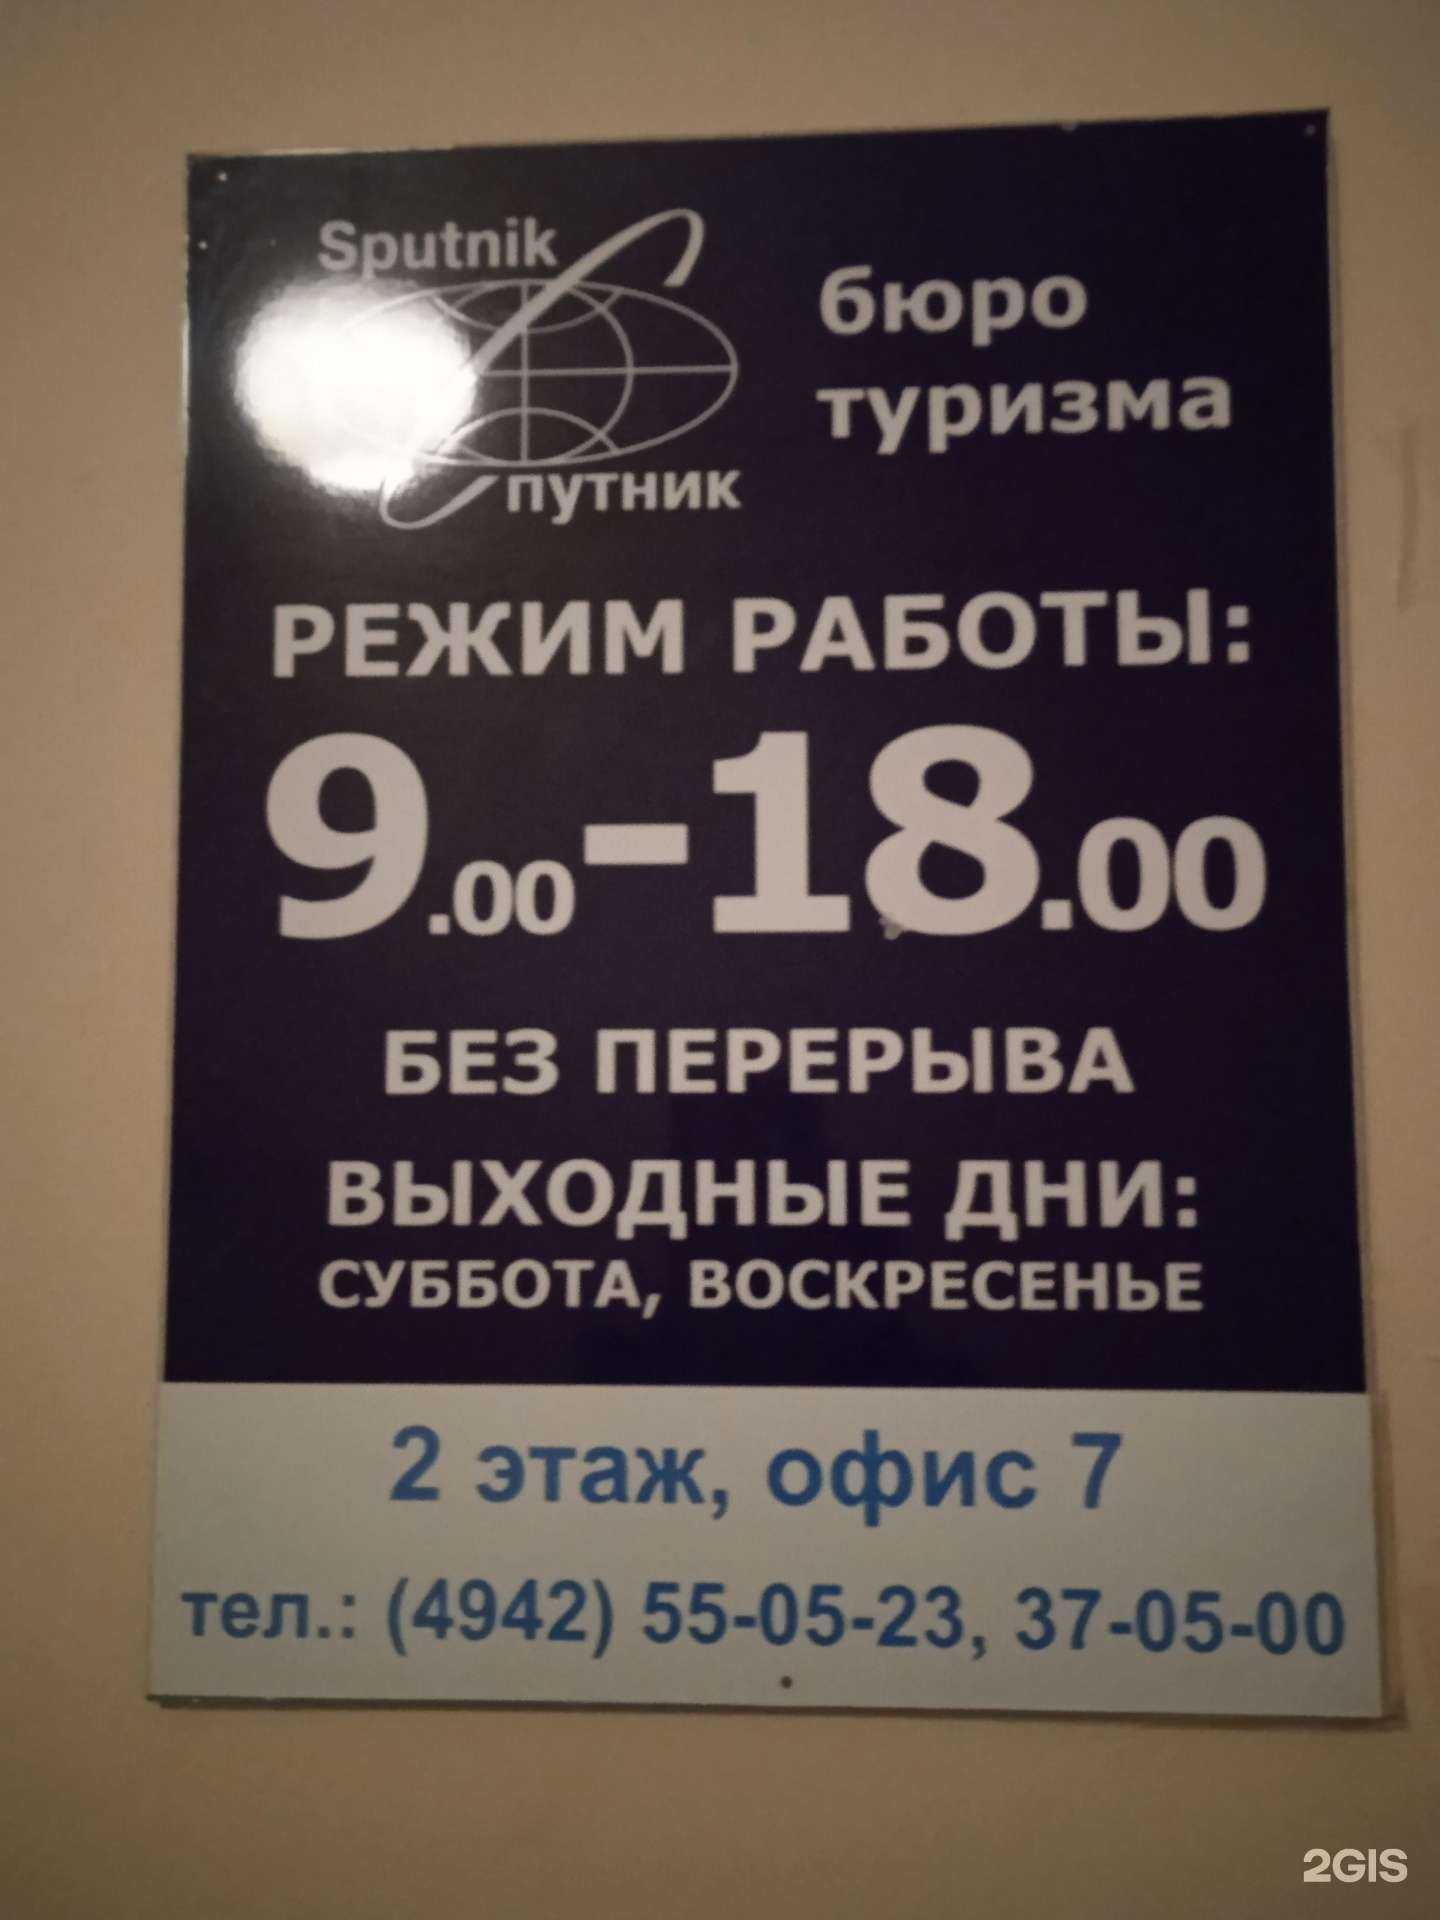 Sputnik
Спутник
бюро
туризма
РЕЖИМ РАБОТЫ:
9.00-18.00
БЕЗ ПЕРЕРЫВА
ВЫХОДНЫЕ ДНИ:
СУББОТА, ВОСКРЕСЕНЬЕ
2 этаж, офис 7
тел.: (4942) 55-05-23, 37-05-00
2GIS